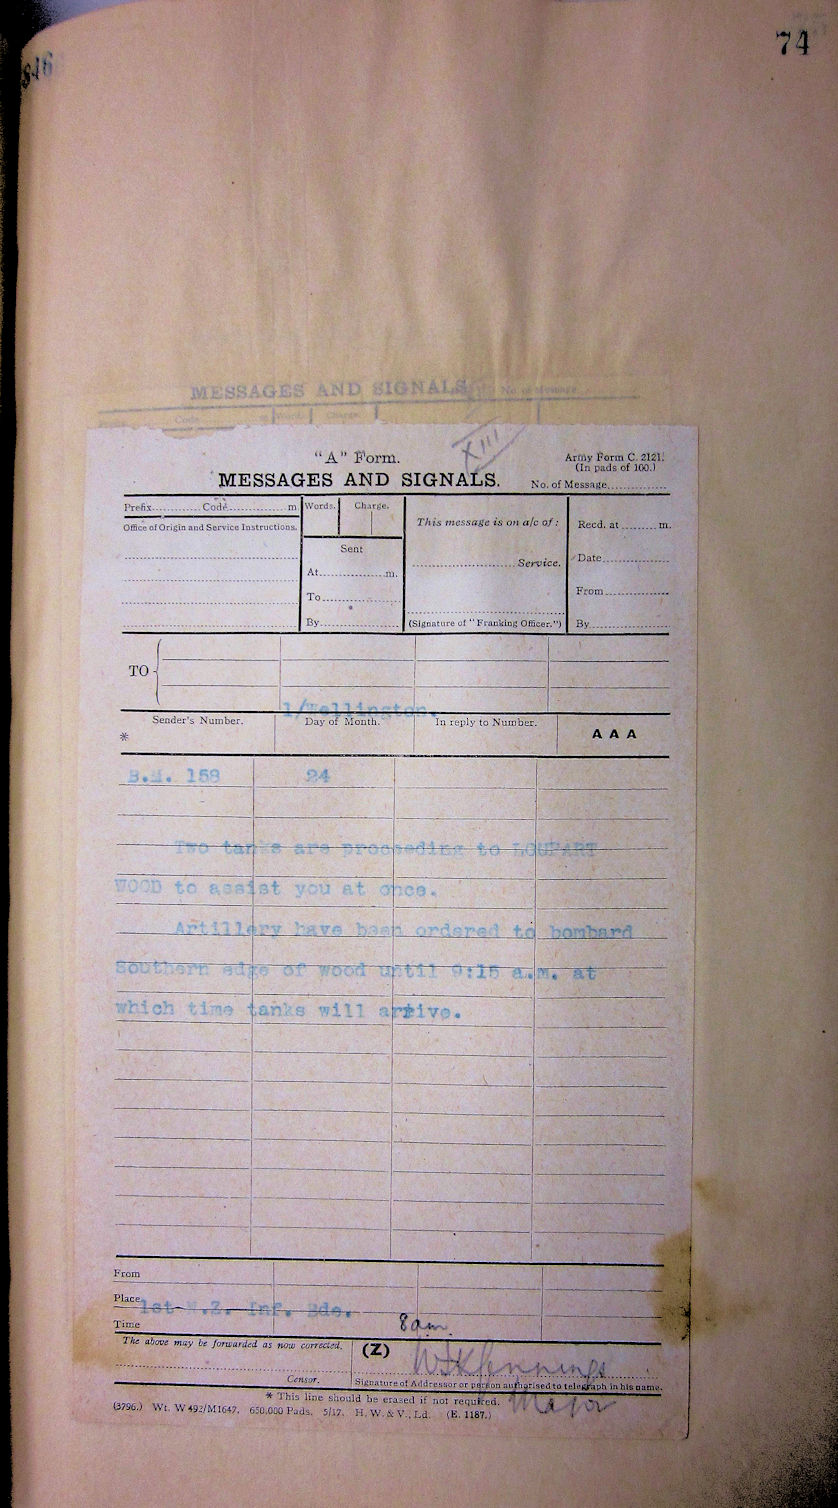 74
MESSAGES AND SIGNALS. No. of Message
XIII
"A" Form.
Army Form C. 2121.
(In pads of 100.)
MESSAGES AND SIGNALS.
No. of Message...............
Prefix............Code.................m
Words. Charge.
This message is on a/c of:
Recd. at .........m.
Office of Origin and Service Instructions.
Sent
.......................... Service.
Date.................
At.................m.
From................
To...................
By...................
(Signature of "Franking Officer.")
By...................
TO
1/Wellington.
Sender's Number. Day of Month. In reply to Number. A A A
*
B.M. 158 24
Two tanks are proceeding to LOUPART
WOOD to assist you at once.
Artillery have been ordered to bombard
Southern edge of wood until 9:15 a.m. at
which time tanks will arrive.
From
Place
1st N.Z. Inf. Bde.
Time 8am.
The above may be forwarded as now corrected. (Z)
Jennings
Censor. Signature of Addressor or person authorised to telegraph in his name.
* This line should be erased if not required.
Major
(3796.) Wt. W 492/M1647. 650,000 Pads. 5/17. H. W. & V., Ld. (E. 1187.)